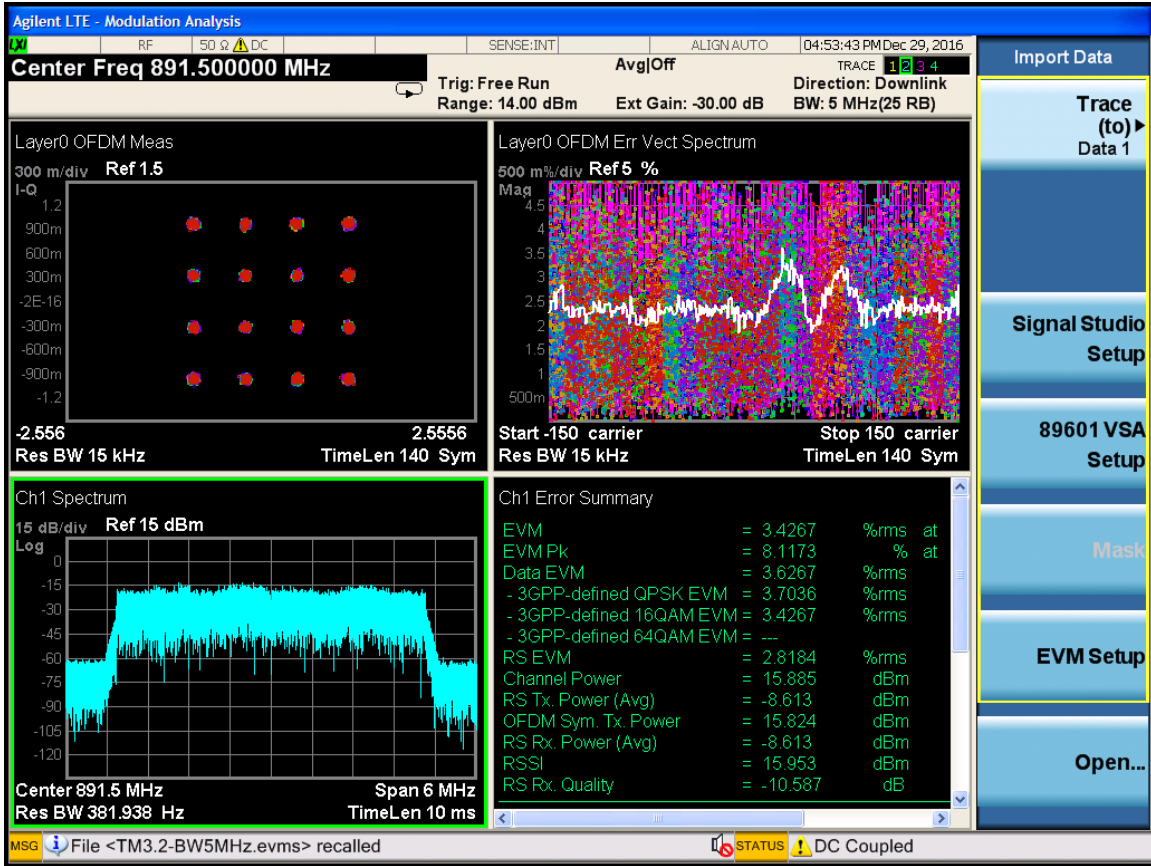 Agilent LTE - Modulation Analysis
LXI RF 50 Ω DC SENSE:INT ALIGN AUTO 04:53:43 PM Dec 29, 2016
Center Freq 891.500000 MHz
Avg|Off
TRACE 1 2 3 4
Trig: Free Run
Direction: Downlink
Range: 14.00 dBm Ext Gain: -30.00 dB BW: 5 MHz(25 RB)
Layer0 OFDM Meas
300 m/div Ref 1.5
I-Q
1.2
900m
600m
300m
-2E-16
-300m
-600m
-900m
-1.2
-2.556 2.5556
Res BW 15 kHz TimeLen 140 Sym
Layer0 OFDM Err Vect Spectrum
500 m%/div Ref 5 %
Mag
4.5
4
3.5
3
2.5
2
1.5
1
500m
Start -150 carrier Stop 150 carrier
Res BW 15 kHz TimeLen 140 Sym
Ch1 Spectrum
15 dB/div Ref 15 dBm
Log
0
-15
-30
-45
-60
-75
-90
-105
-120
Center 891.5 MHz Span 6 MHz
Res BW 381.938 Hz TimeLen 10 ms
Ch1 Error Summary
EVM = 3.4267 %rms at
EVM Pk = 8.1173 % at
Data EVM = 3.6267 %rms
- 3GPP-defined QPSK EVM = 3.7036 %rms
- 3GPP-defined 16QAM EVM = 3.4267 %rms
- 3GPP-defined 64QAM EVM = ---
RS EVM = 2.8184 %rms
Channel Power = 15.885 dBm
RS Tx. Power (Avg) = -8.613 dBm
OFDM Sym. Tx. Power = 15.824 dBm
RS Rx. Power (Avg) = -8.613 dBm
RSSI = 15.953 dBm
RS Rx. Quality = -10.587 dB
Import Data
Trace
(to)
Data 1
Signal Studio
Setup
89601 VSA
Setup
Mask
EVM Setup
Open...
MSG File <TM3.2-BW5MHz.evms> recalled STATUS DC Coupled